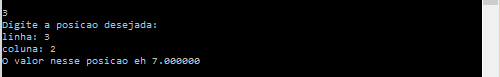 3
Digite a posicao desejada:
linha: 3
coluna: 2
O valor nesse posicao eh 7.000000